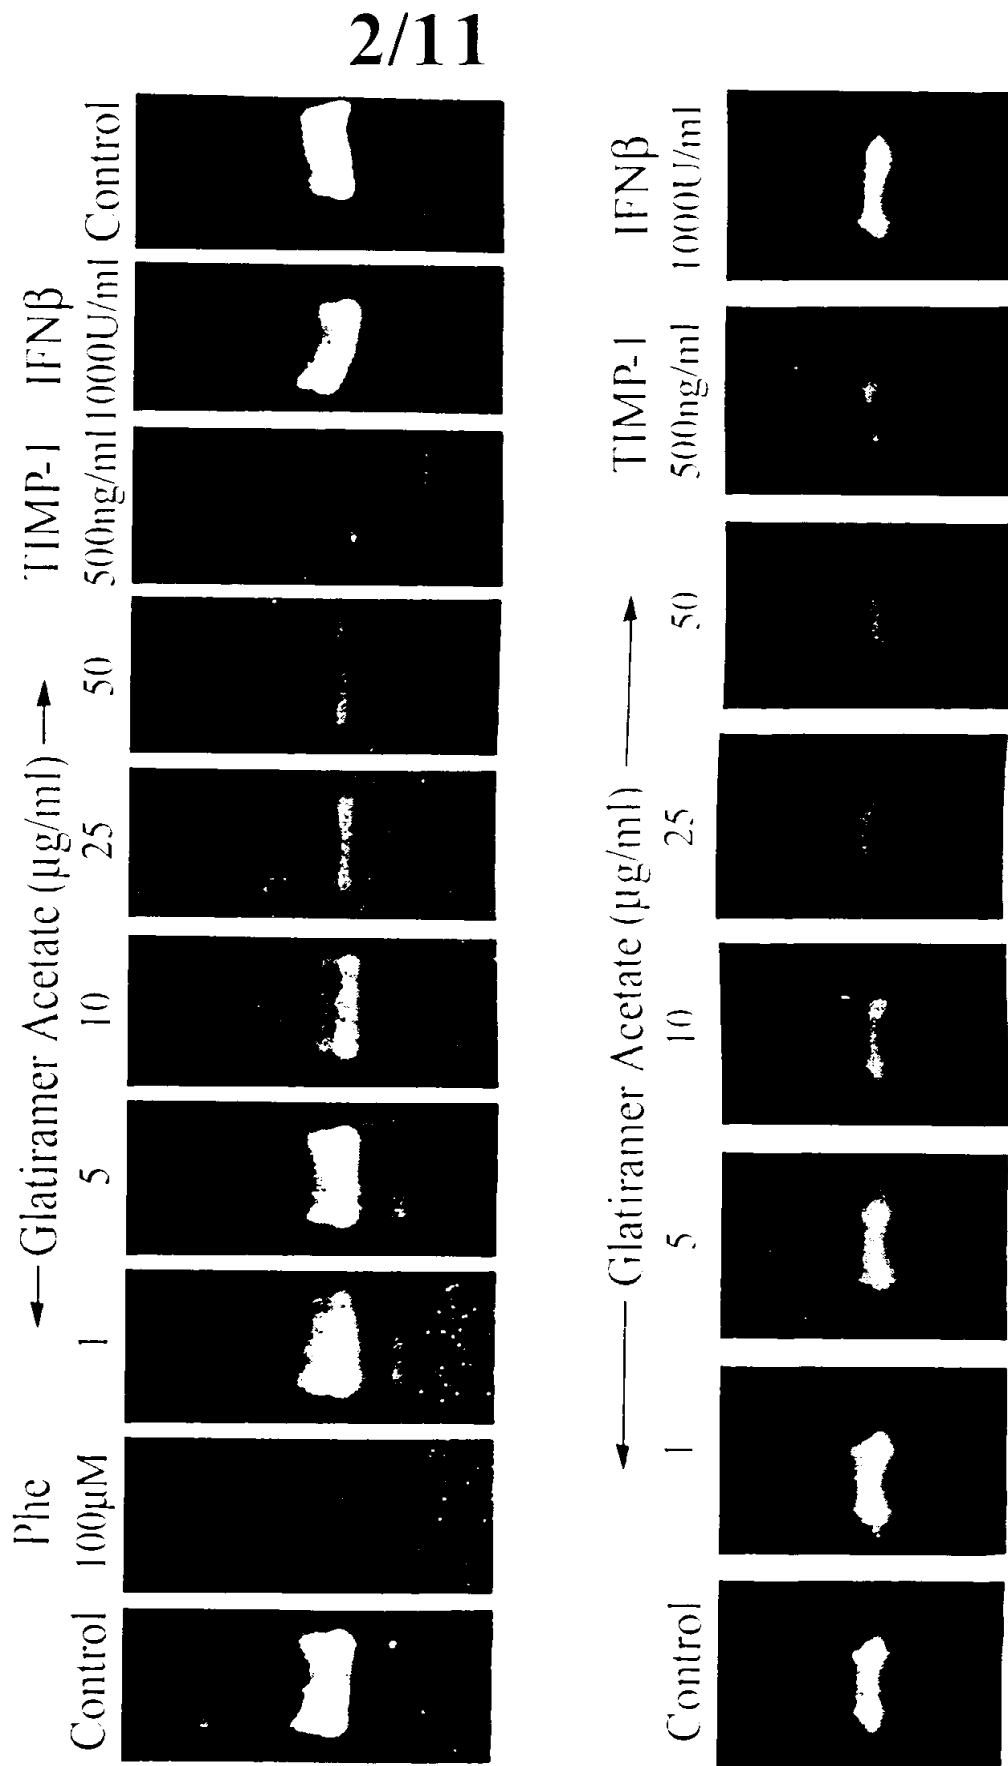 2/11
Phe ← Glatiramer Acetate (µg/ml) → TIMP-1 IFNβ
Control 100µM 1 5 10 25 50 500ng/ml 1000U/ml Control
← Glatiramer Acetate (µg/ml) → TIMP-1 IFNβ
Control 1 5 10 25 50 500ng/ml 1000U/ml